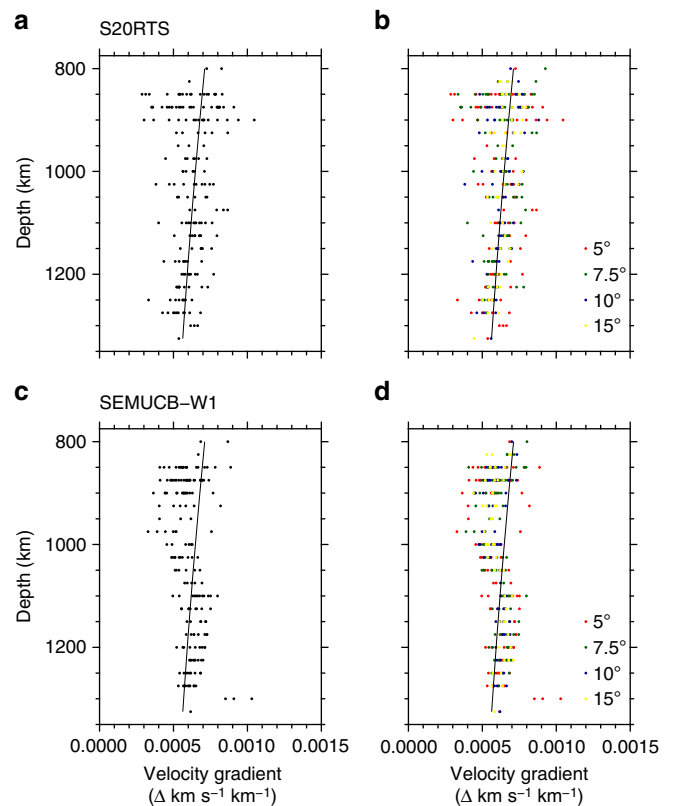 a
S20RTS
b
800
1000
1200
Depth (km)
5°
7.5°
10°
15°
c
SEMUCB–W1
d
800
1000
1200
Depth (km)
5°
7.5°
10°
15°
0.0000 0.0005 0.0010 0.0015
0.0000 0.0005 0.0010 0.0015
Velocity gradient
(Δ km s⁻¹ km⁻¹)
Velocity gradient
(Δ km s⁻¹ km⁻¹)